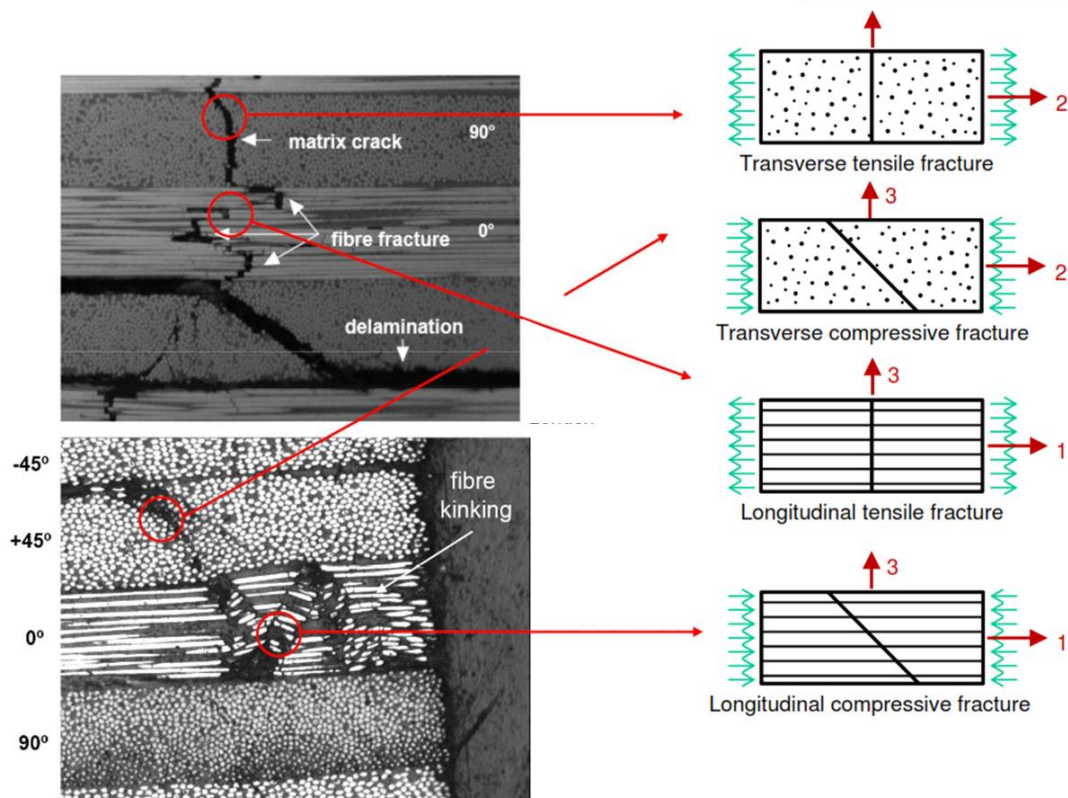 90°
matrix crack
fibre fracture
0°
delamination
-45°
+45°
0°
90°
fibre
kinking
2
Transverse tensile fracture
3
2
Transverse compressive fracture
3
1
Longitudinal tensile fracture
3
1
Longitudinal compressive fracture